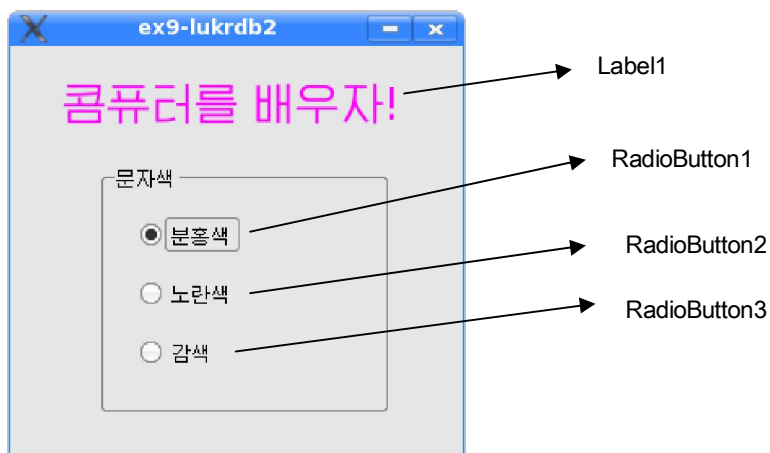 ex9-lukrdb2
콤퓨터를 배우자!
Label1
문자색
RadioButton1
분홍색
RadioButton2
노란색
RadioButton3
감색